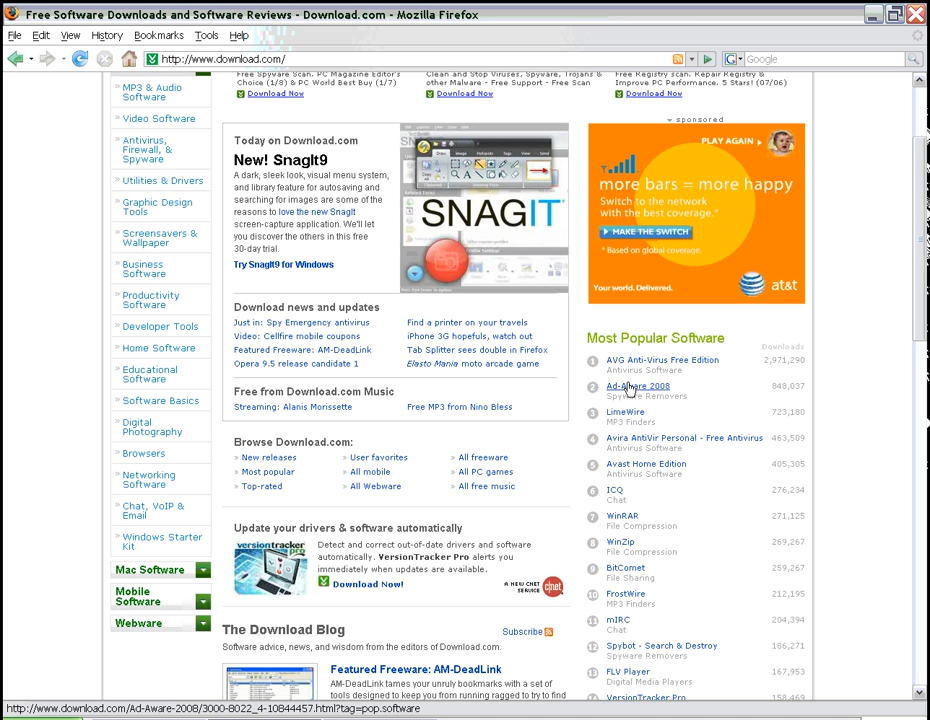 Free Software Downloads and Software Reviews - Download.com - Mozilla Firefox
File Edit View History Bookmarks Tools Help
http://www.download.com/
Google
MP3 & Audio
Software
Video Software
Antivirus,
Firewall, &
Spyware
Utilities & Drivers
Graphic Design
Tools
Screensavers &
Wallpaper
Business
Software
Productivity
Software
Developer Tools
Home Software
Educational
Software
Software Basics
Digital
Photography
Browsers
Networking
Software
Chat, VoIP &
Email
Windows Starter
Kit
Mac Software
Mobile
Software
Webware
Free Spyware Scan. PC Magazine Editor's
Choice (1/9) & PC World Best Buy (1/7)
Download Now
Clean and Stop Viruses, Spyware, Trojans &
other Malware - Free Support - Free Scan
Download Now
Free Registry scan. Repair Registry &
Improve PC Performance. 5 Stars! (07/06)
Download Now
Today on Download.com
New! SnagIt9
A dark, sleek look, visual menu system,
and library feature for autosaving and
searching for images are some of the
reasons to love the new SnagIt
screen-capture application. We'll let
you discover the others in this free
30-day trial.
Try SnagIt9 for Windows
SNAGIT
Download news and updates
Just in: Spy Emergency antivirus
Video: Cellfire mobile coupons
Featured Freeware: AM-DeadLink
Opera 9.5 release candidate 1
Find a printer on your travels
iPhone 3G hopefuls, watch out
Tab Splitter sees double in Firefox
Elasto Mania moto arcade game
Free from Download.com Music
Streaming: Alanis Morissette
Free MP3 from Nino Bless
Browse Download.com:
» New releases
» Most popular
» Top-rated
» User favorites
» All mobile
» All Webware
» All freeware
» All PC games
» All free music
Update your drivers & software automatically
versiontracker
pro
Detect and correct out-of-date drivers and software
automatically. VERSIONTRACKER Pro alerts you
immediately when updates are available.
Download Now!
A NEW CNET
SERVICE
cnet
The Download Blog
Subscribe
Software advice, news, and wisdom from the editors of Download.com.
Featured Freeware: AM-DeadLink
AM-DeadLink tames your unruly bookmarks with a set of
tools designed to keep you from running ragged to try to find
sponsored
PLAY AGAIN
more bars = more happy
Switch to the network
with the best coverage.*
MAKE THE SWITCH
* Based on global coverage.
Your world. Delivered.
at&t
Most Popular Software
Downloads
1 AVG Anti-Virus Free Edition 2,971,290
Antivirus Software
2 Ad-Aware 2008 848,037
Spyware Removers
3 LimeWire 723,180
MP3 Finders
4 Avira AntiVir Personal - Free Antivirus 463,509
Antivirus Software
5 Avast Home Edition 405,305
Antivirus Software
6 ICQ 276,234
Chat
7 WinRAR 271,125
File Compression
8 WinZip 269,267
File Compression
9 BitComet 259,267
File Sharing
10 FrostWire 212,195
MP3 Finders
11 mIRC 204,394
Chat
12 Spybot - Search & Destroy 186,271
Spyware Removers
13 FLV Player 167,953
Digital Media Players
14 VersionTracker Pro 158,469
http://www.download.com/Ad-Aware-2008/3000-8022_4-10844457.html?tag=pop.software